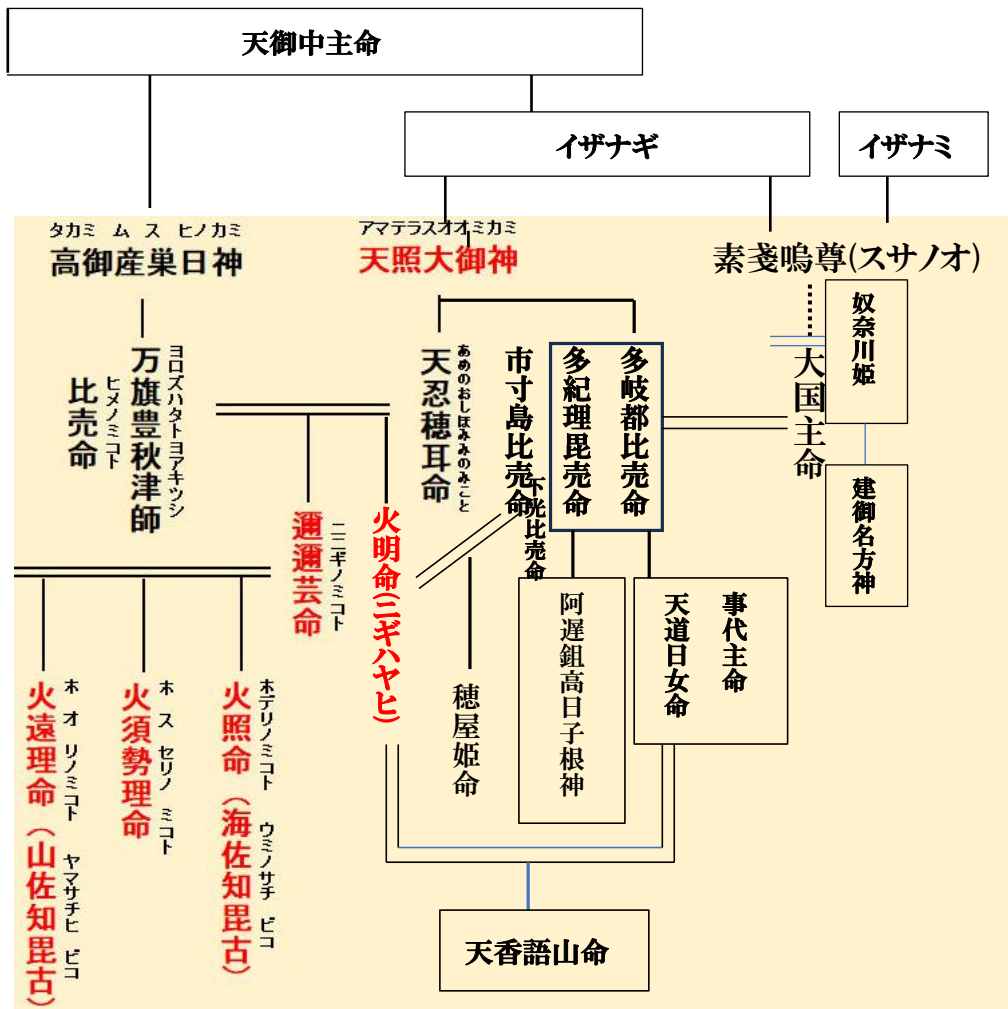 天御中主命
イザナギ
イザナミ
タカミ ム ス ヒノカミ
高御産巣日神
アマテラスオオミカミ
天照大御神
素戔嗚尊(スサノオ)
奴奈川姫
大国主命
建御名方神
多岐都比売命
多紀理毘売命
市寸島比売命
下光比売命
あめのおしほみみのみこと
天忍穂耳命
ヨロズハタトヨアキツシ
万旗豊秋津師
ヒメノミコト
比売命
火明命(ニギハヤヒ)
ニニギノミコト
邇邇芸命
事代主命
天道日女命
阿遅鉏高日子根神
穂屋姫命
ホデリノミコト ウミノサチ ビコ
火照命(海佐知毘古)
ホ ス セリノ ミコト
火須勢理命
ホ オ リノミコト ヤマサチヒ ビコ
火遠理命(山佐知毘古)
天香語山命